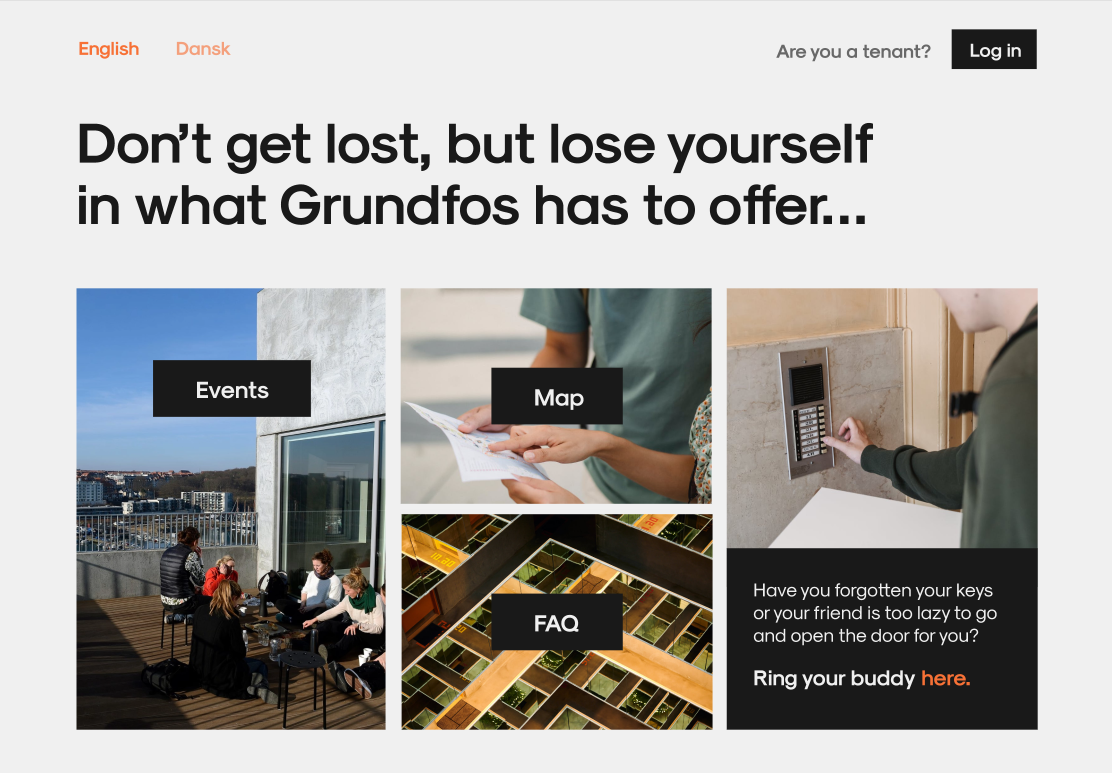 English Dansk
Are you a tenant? Log in
Don’t get lost, but lose yourself
in what Grundfos has to offer...
Events
Map
FAQ
Have you forgotten your keys
or your friend is too lazy to go
and open the door for you?
Ring your buddy here.